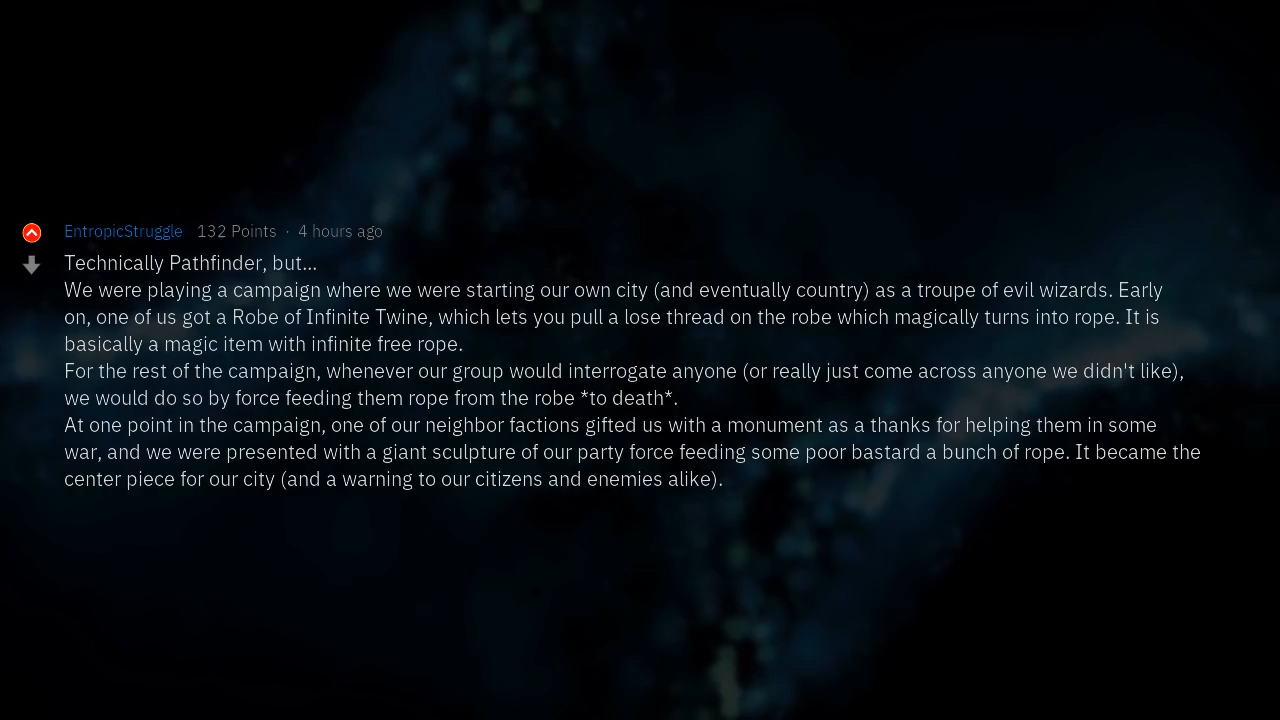 EntropicStruggle 132 Points · 4 hours ago
Technically Pathfinder, but...
We were playing a campaign where we were starting our own city (and eventually country) as a troupe of evil wizards. Early
on, one of us got a Robe of Infinite Twine, which lets you pull a lose thread on the robe which magically turns into rope. It is
basically a magic item with infinite free rope.
For the rest of the campaign, whenever our group would interrogate anyone (or really just come across anyone we didn't like),
we would do so by force feeding them rope from the robe *to death*.
At one point in the campaign, one of our neighbor factions gifted us with a monument as a thanks for helping them in some
war, and we were presented with a giant sculpture of our party force feeding some poor bastard a bunch of rope. It became the
center piece for our city (and a warning to our citizens and enemies alike).